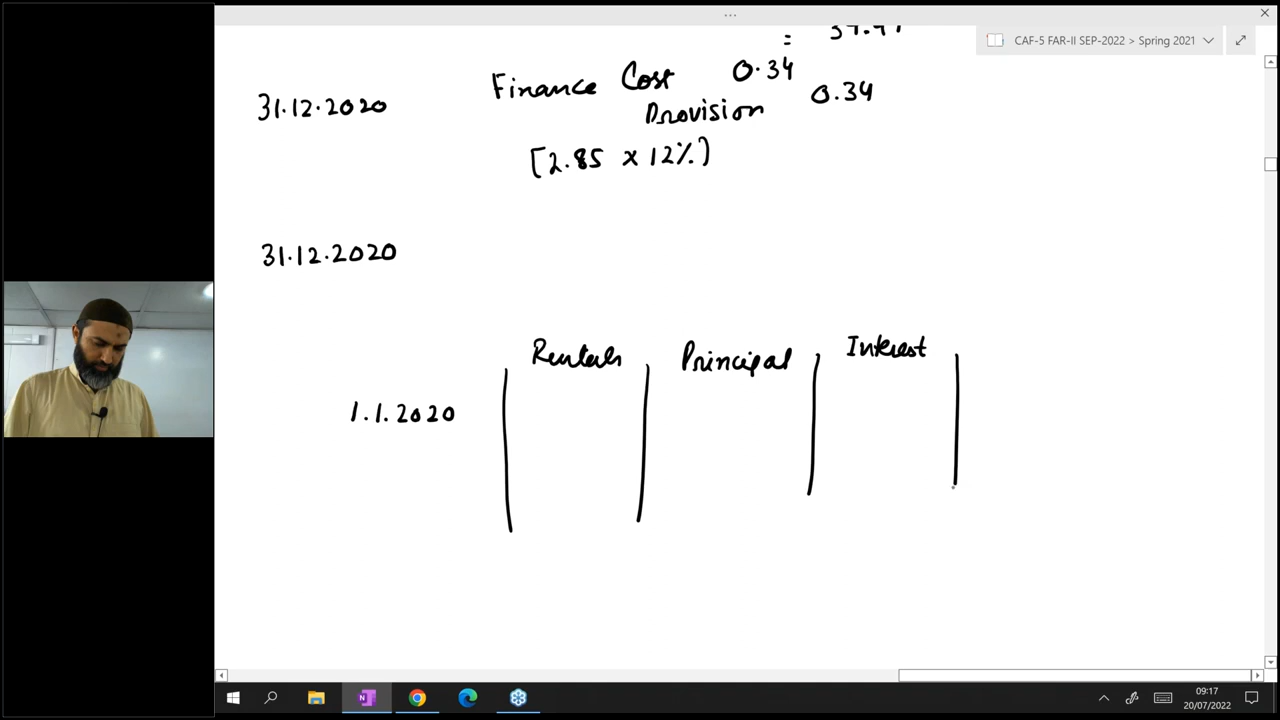 CAF-5 FAR-II SEP-2022 > Spring 2021
=
31.12.2020 Finance Cost 0.34
Provision 0.34
[2.85 x 12%]
31.12.2020
Rentals Principal Interest
1.1.2020
09:17
20/07/2022